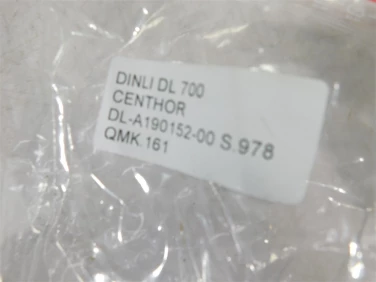 DINLI DL 700
CENTHOR
DL-A190152-00 S.978
QMK.161